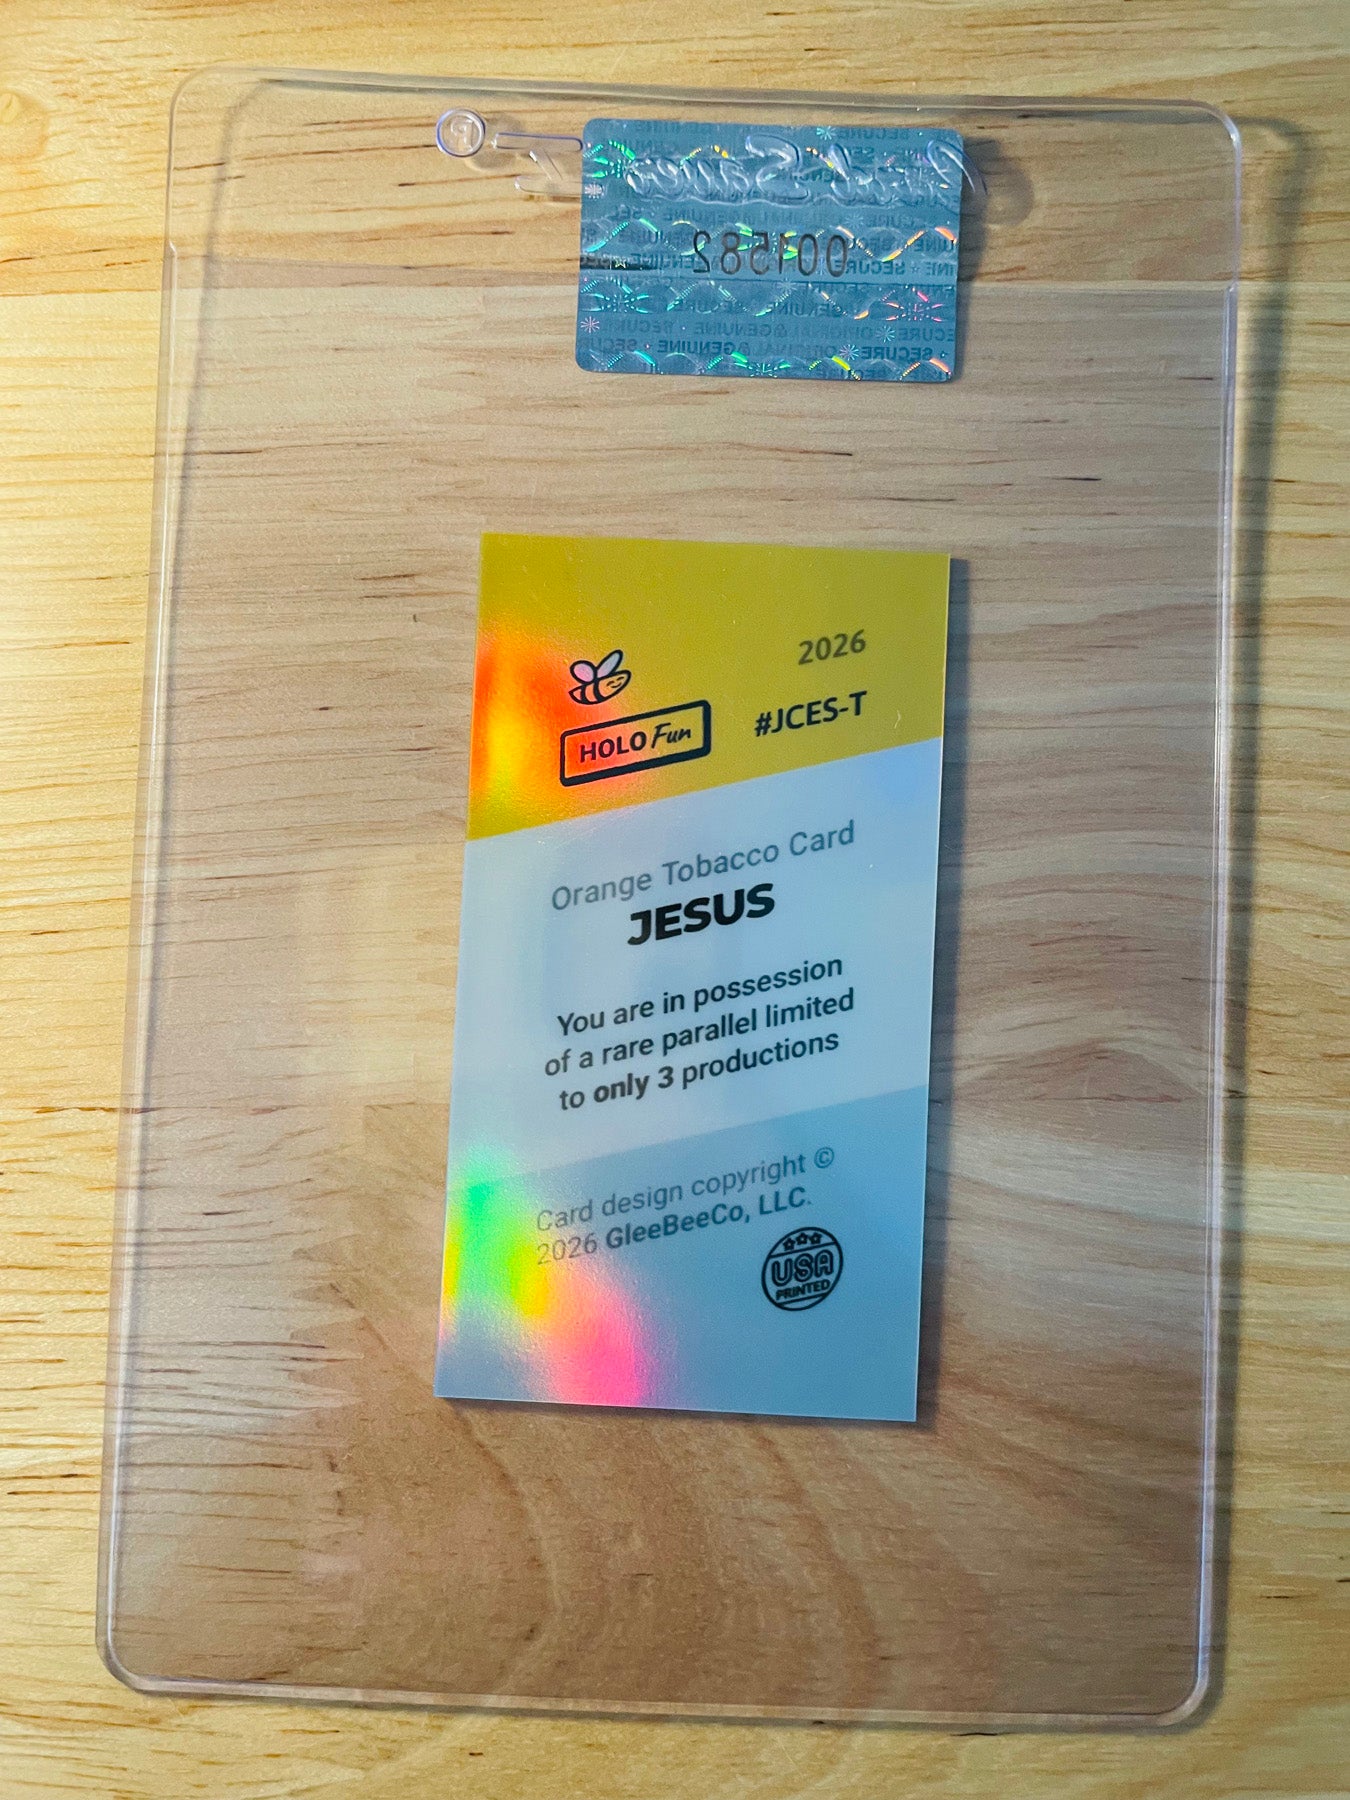 001582
2026
HOLO Fun
#JCES-T
Orange Tobacco Card
JESUS
You are in possession
of a rare parallel limited
to only 3 productions
Card design copyright ©
2026 GleeBeeCo, LLC.
USA
PRINTED